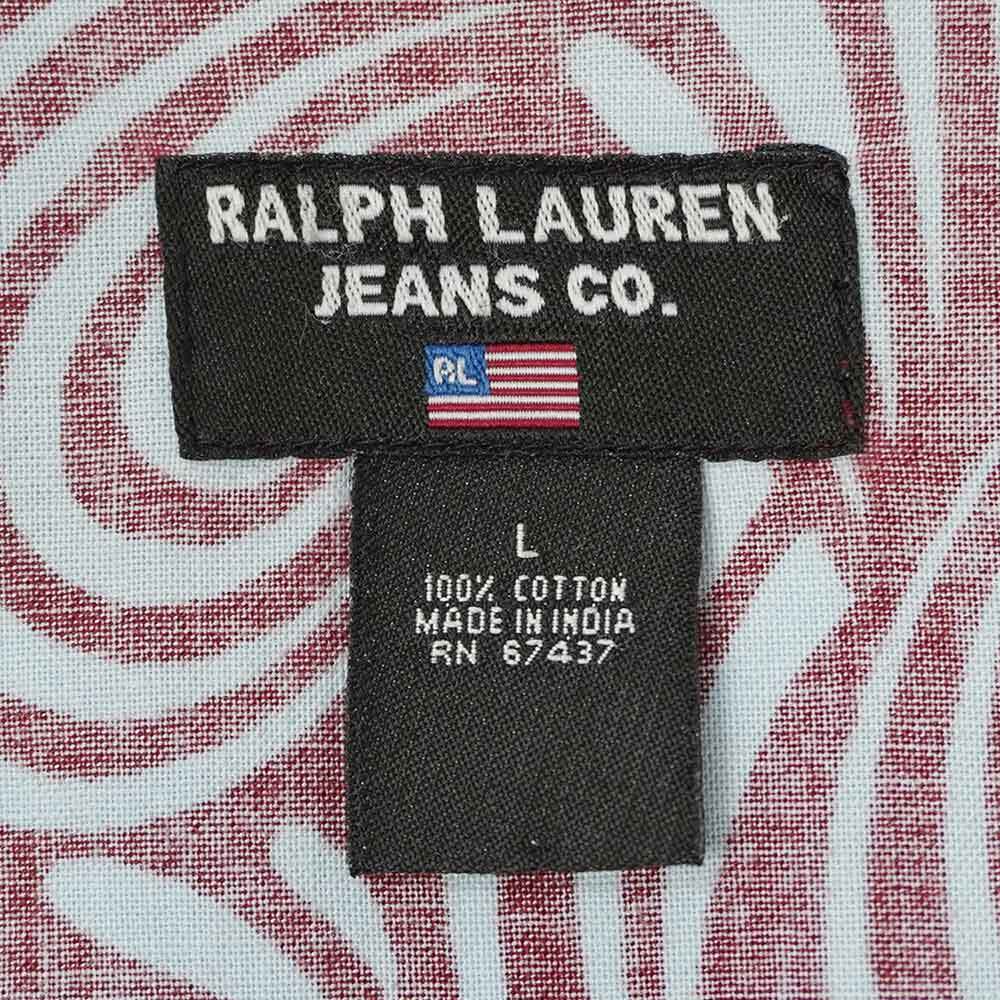 RALPH LAUREN
JEANS CO.
RL
L
100% COTTON
MADE IN INDIA
RN 67437